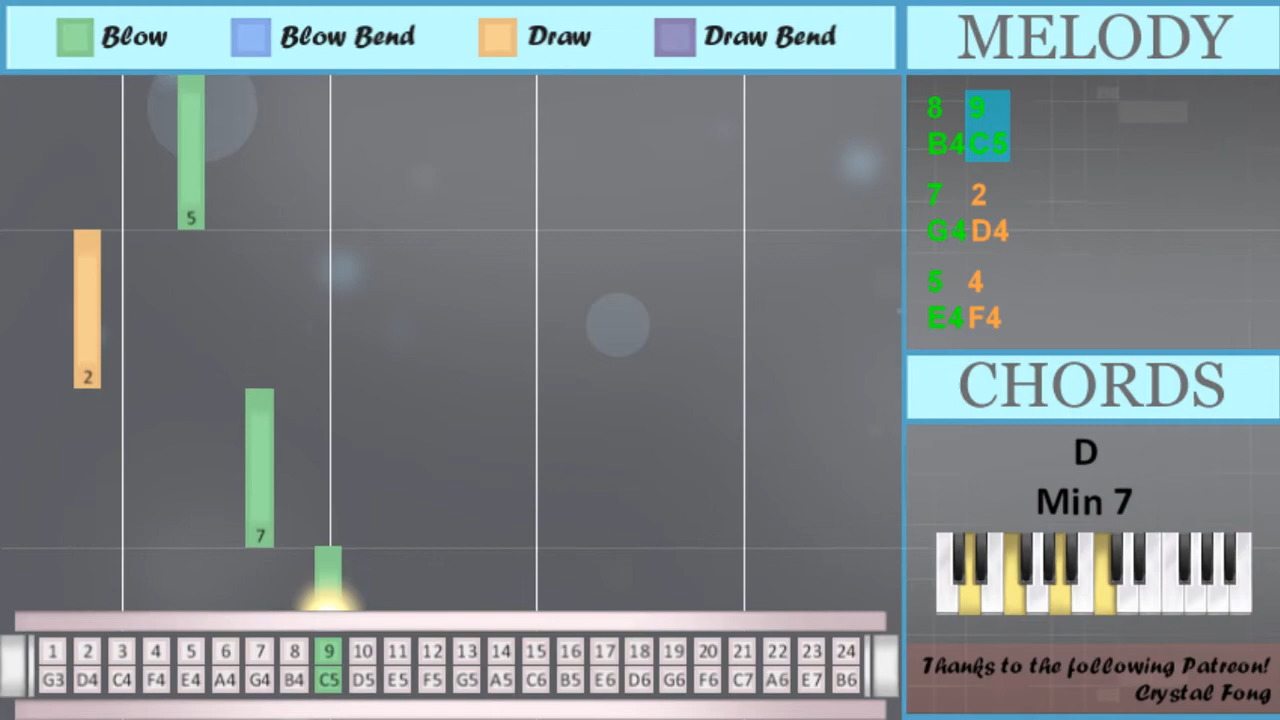 Blow Blow Bend Draw Draw Bend
MELODY
8 9
B4 C5
7 2
G4 D4
5 4
E4 F4
5
2
7
CHORDS
D
Min 7
1 2 3 4 5 6 7 8 9 10 11 12 13 14 15 16 17 18 19 20 21 22 23 24
G3 D4 C4 F4 E4 A4 G4 B4 C5 D5 E5 F5 G5 A5 C6 B5 E6 D6 G6 F6 C7 A6 E7 B6
Thanks to the following Patreon!
Crystal Fong